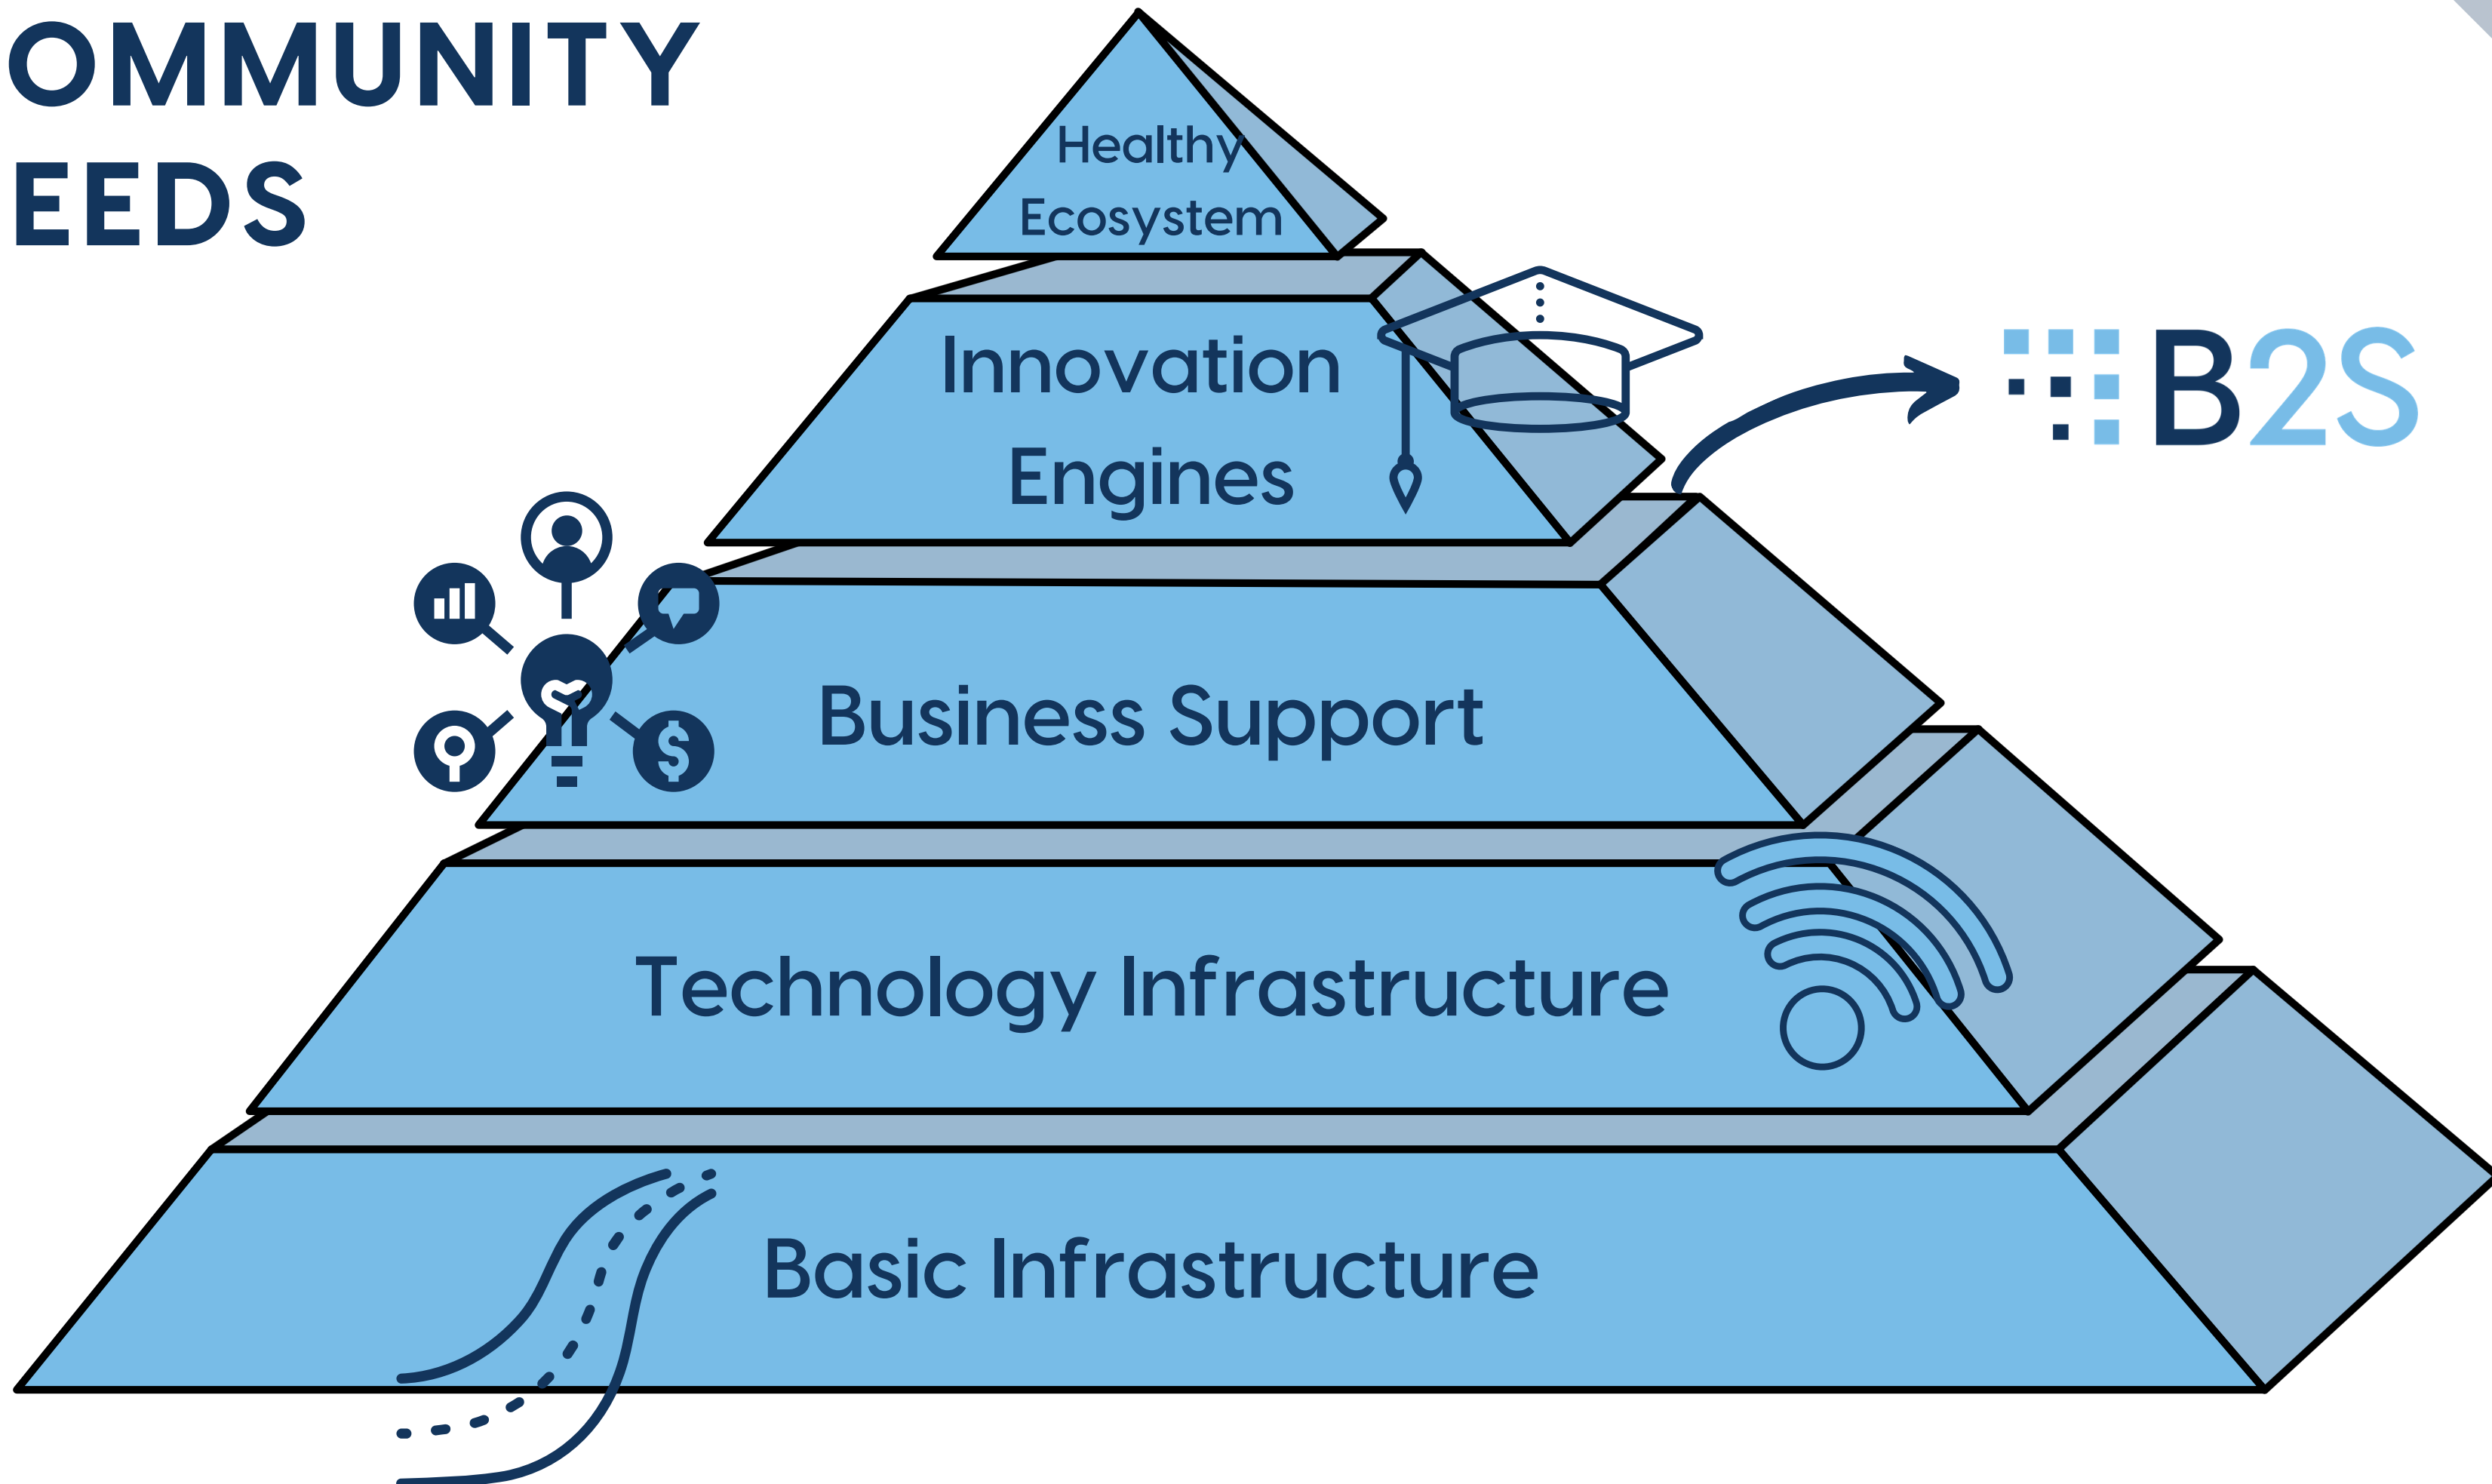 OMMUNITY
EEDS
Healthy
Ecosystem
Innovation
Engines
B2S
Business Support
Technology Infrastructure
Basic Infrastructure